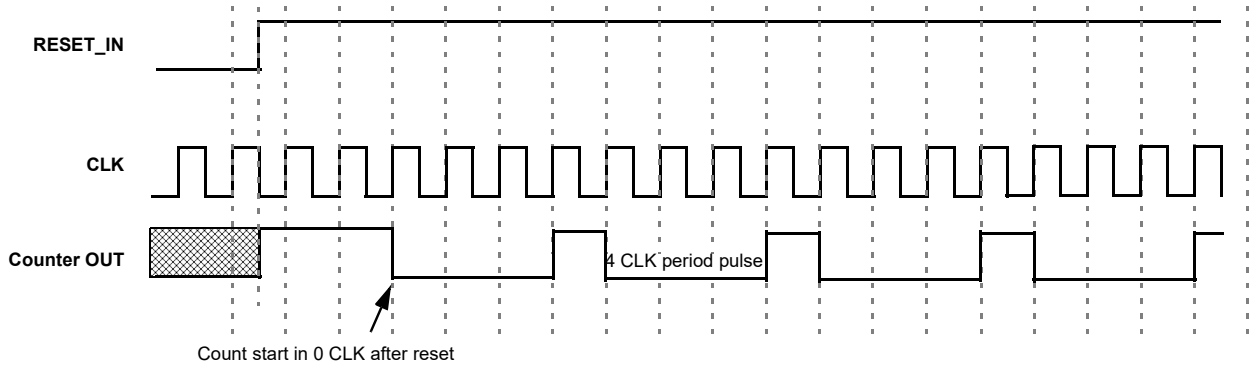 RESET_IN
CLK
Counter OUT
4 CLK period pulse
Count start in 0 CLK after reset